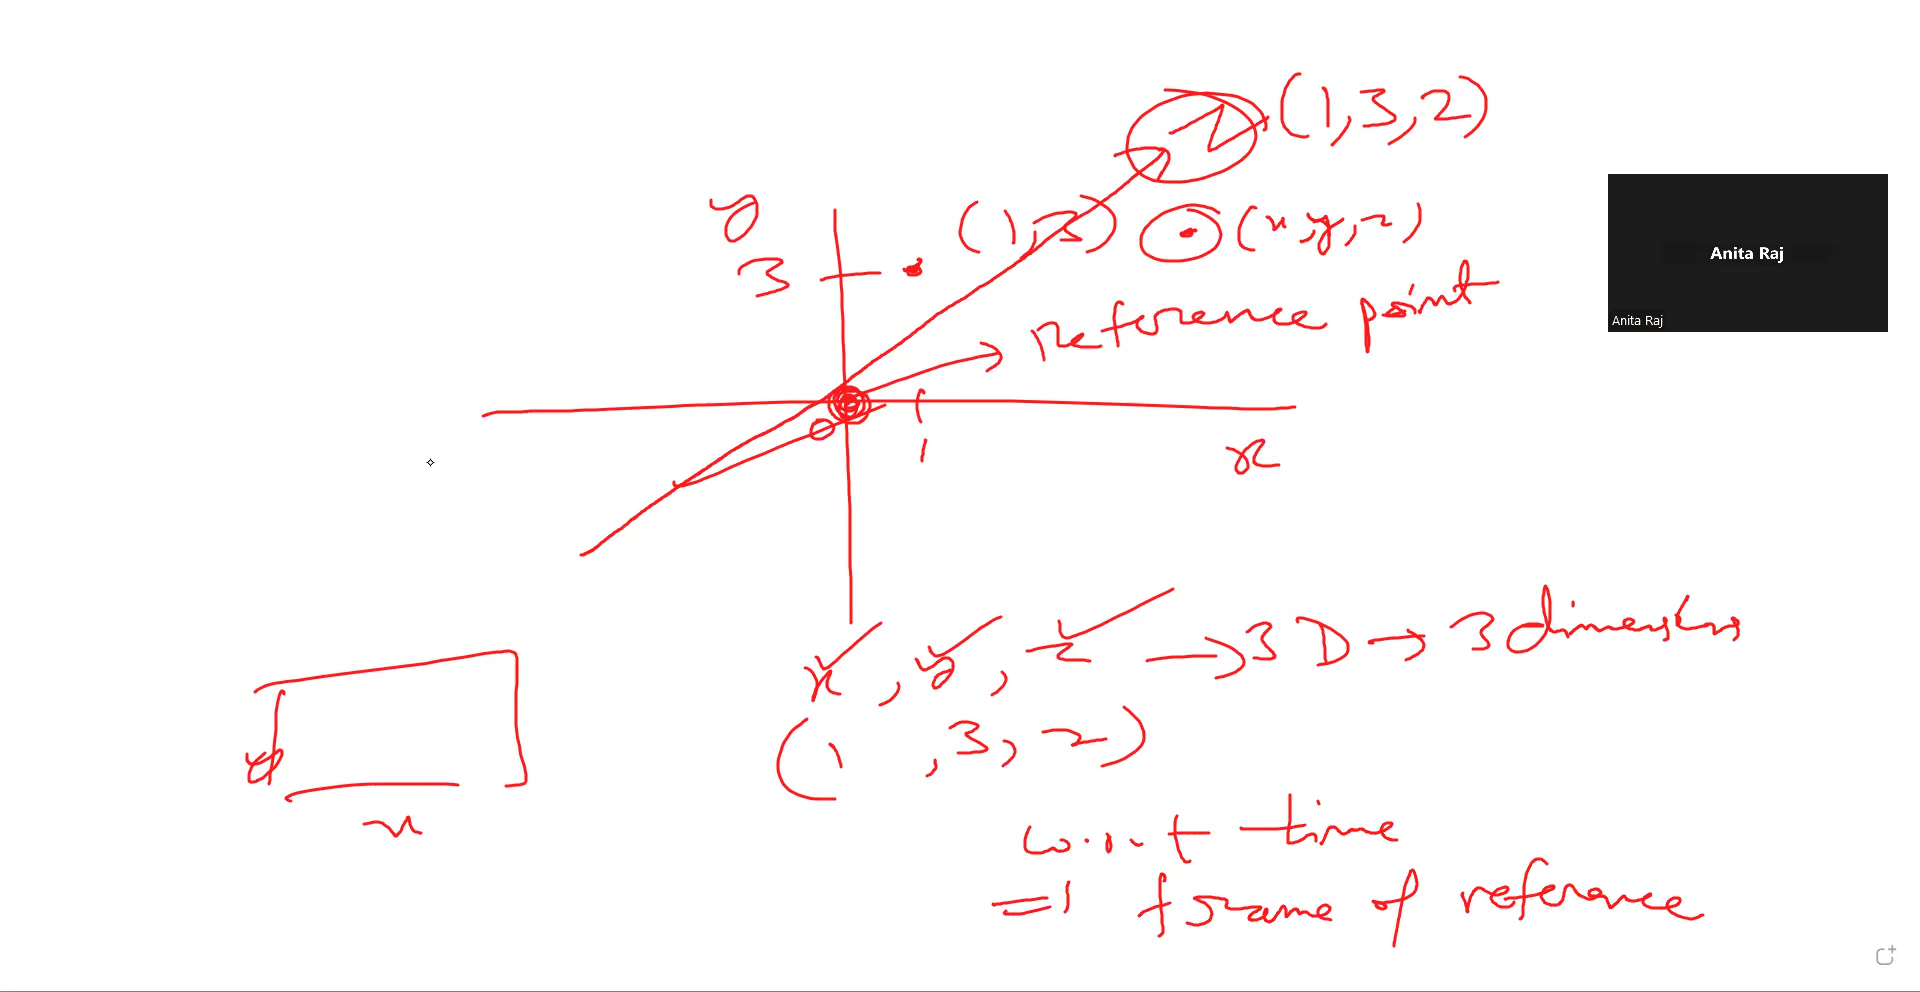 (1,3,2)
y
(1,3)
(x,y,z)
3
Reference point
Anita Raj
Anita Raj
1
x
x, y, z → 3D → 3 dimensions
(1, 3, 2)
y
x
w.r.t time
=1 frame of reference